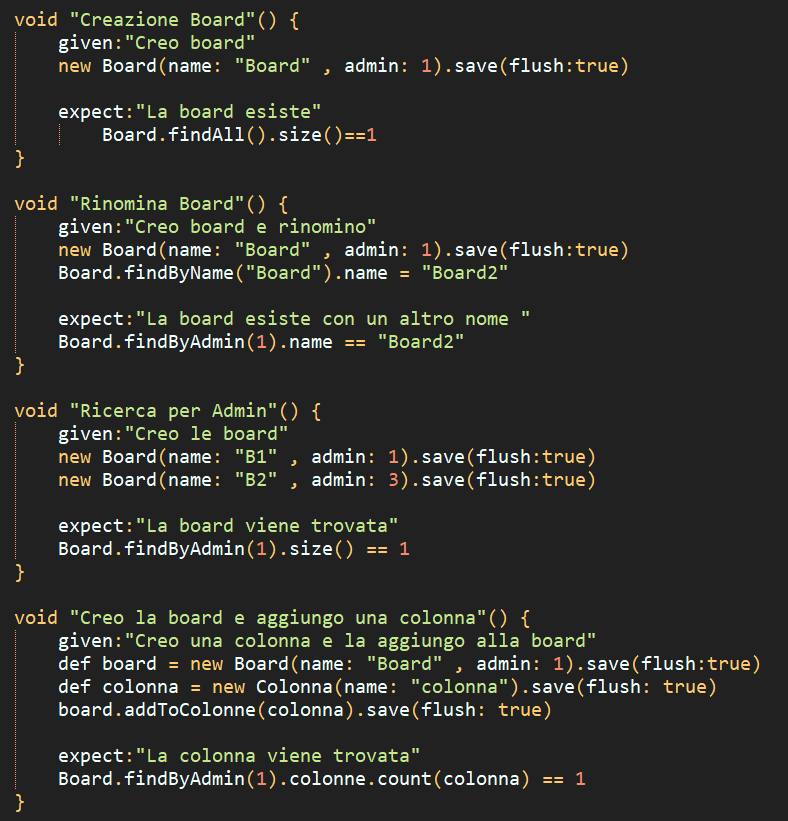 void "Creazione Board"() {
given:"Creo board"
new Board(name: "Board" , admin: 1).save(flush:true)
expect:"La board esiste"
Board.findAll().size()==1
}
void "Rinomina Board"() {
given:"Creo board e rinomino"
new Board(name: "Board" , admin: 1).save(flush:true)
Board.findByName("Board").name = "Board2"
expect:"La board esiste con un altro nome "
Board.findByAdmin(1).name == "Board2"
}
void "Ricerca per Admin"() {
given:"Creo le board"
new Board(name: "B1" , admin: 1).save(flush:true)
new Board(name: "B2" , admin: 3).save(flush:true)
expect:"La board viene trovata"
Board.findByAdmin(1).size() == 1
}
void "Creo la board e aggiungo una colonna"() {
given:"Creo una colonna e la aggiungo alla board"
def board = new Board(name: "Board" , admin: 1).save(flush:true)
def colonna = new Colonna(name: "colonna").save(flush: true)
board.addToColonne(colonna).save(flush: true)
expect:"La colonna viene trovata"
Board.findByAdmin(1).colonne.count(colonna) == 1
}